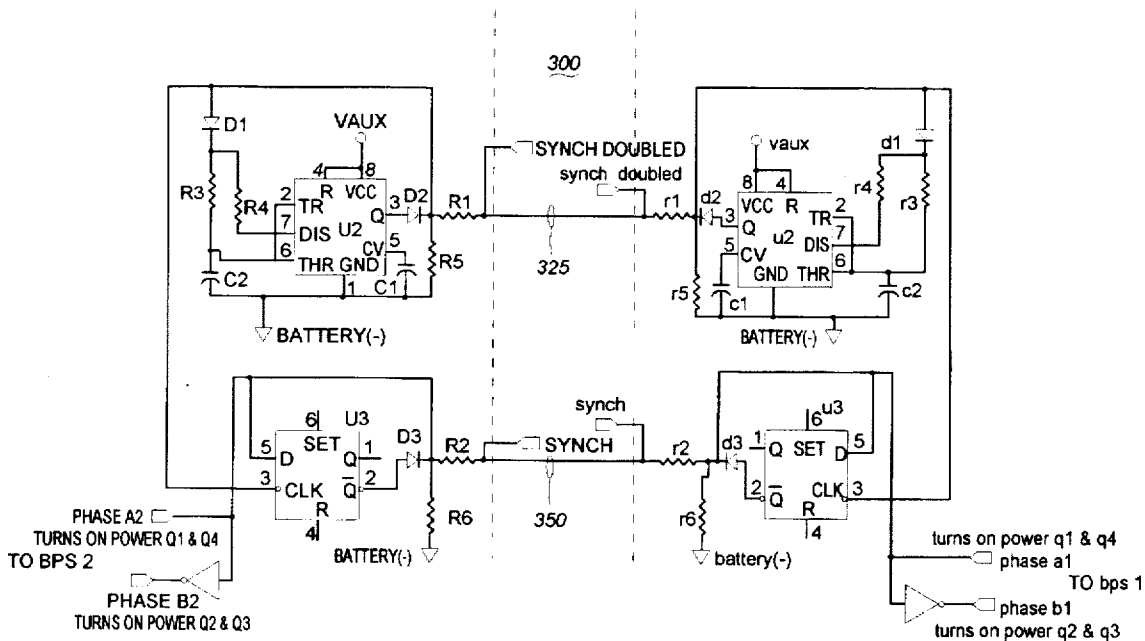 300
D1
VAUX
SYNCH DOUBLED
synch doubled
vaux
d1
R3
R4
4
8
R
VCC
2
TR
7
DIS
U2
6
THR
GND
Q
3
CV
5
1
D2
R1
C2
C1
R5
BATTERY(-)
325
r1
d2
8
4
VCC
R
3
Q
TR
2
u2
DIS
7
5
CV
GND
THR
6
r4
r3
r5
c1
c2
BATTERY(-)
6
U3
SET
5
D
Q
1
3
CLK
Q
2
R
4
D3
R2
SYNCH
synch
R6
BATTERY(-)
350
r2
d3
r6
battery(-)
6
u3
1
Q
SET
D
5
2
Q
CLK
3
R
4
PHASE A2
TURNS ON POWER Q1 & Q4
TO BPS 2
PHASE B2
TURNS ON POWER Q2 & Q3
turns on power q1 & q4
phase a1
TO bps 1
phase b1
turns on power q2 & q3